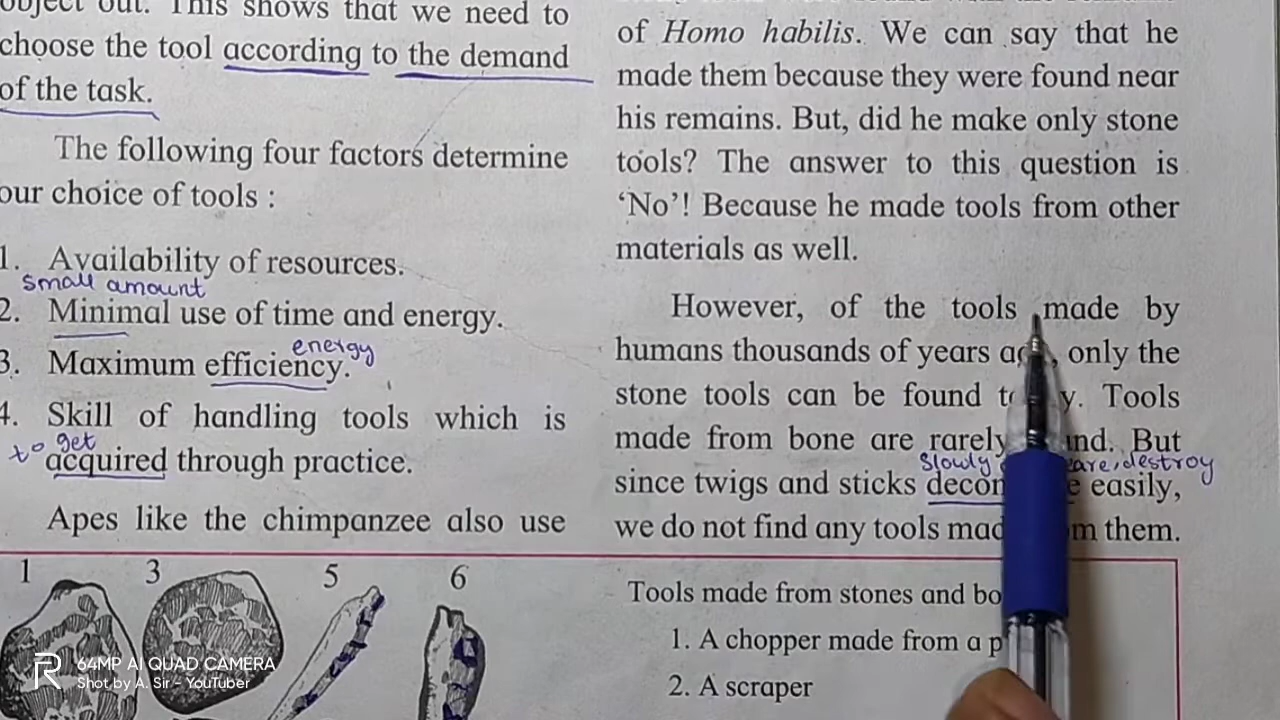 object out. This shows that we need to
choose the tool according to the demand
of the task.
The following four factors determine
our choice of tools :
1. Availability of resources.
small amount
2. Minimal use of time and energy.
energy
3. Maximum efficiency.
4. Skill of handling tools which is
to get
acquired through practice.
Apes like the chimpanzee also use
of Homo habilis. We can say that he
made them because they were found near
his remains. But, did he make only stone
tools? The answer to this question is
‘No’! Because he made tools from other
materials as well.
However, of the tools made by
humans thousands of years only the
stone tools can be found Tools
made from bone are rarely But
slowly destroy
since twigs and sticks easily,
we do not find any tools them.
1 3 5 6
Tools made from stones and
1. A chopper made from a
2. A scraper
64MP AI QUAD CAMERA
Shot by A. Sir - YouTuber